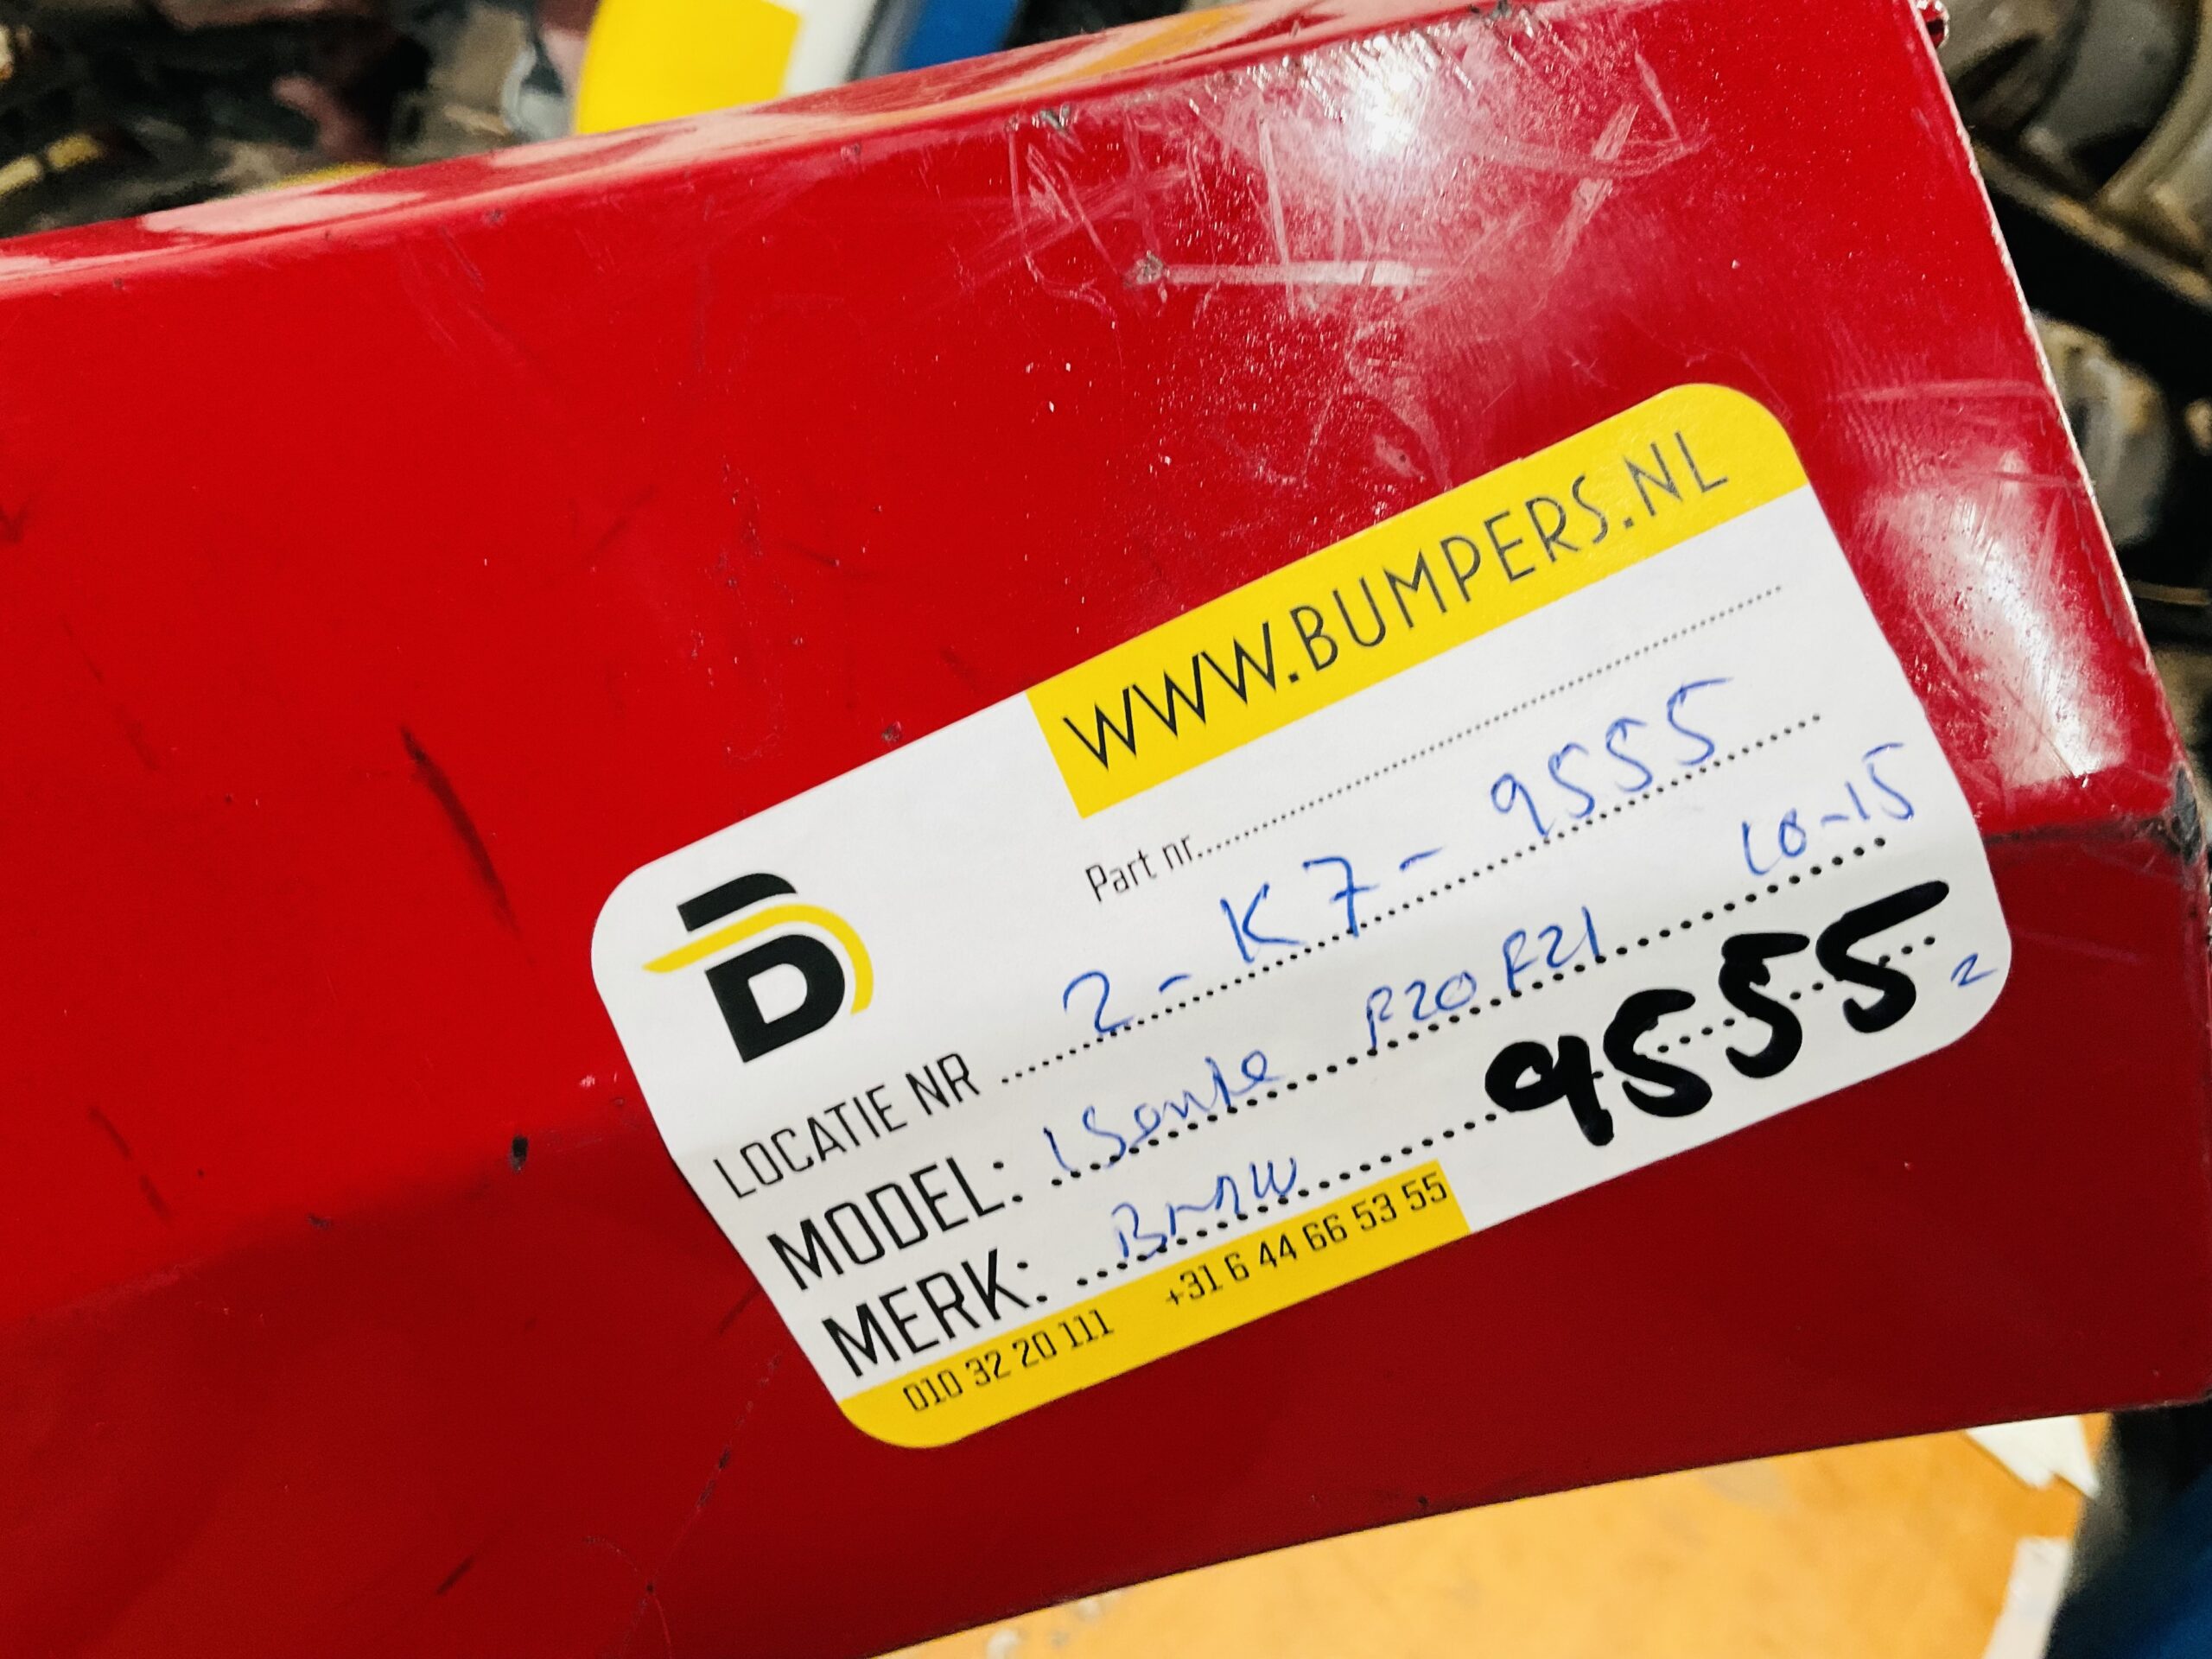 WWW.BUMPERS.NL
Part nr
LOCATIE NR 2-K7-9555
MODEL: 1Serie F20 F21 10-15
MERK: BMW 9555 2
010 32 20 111 +31 6 44 66 53 55